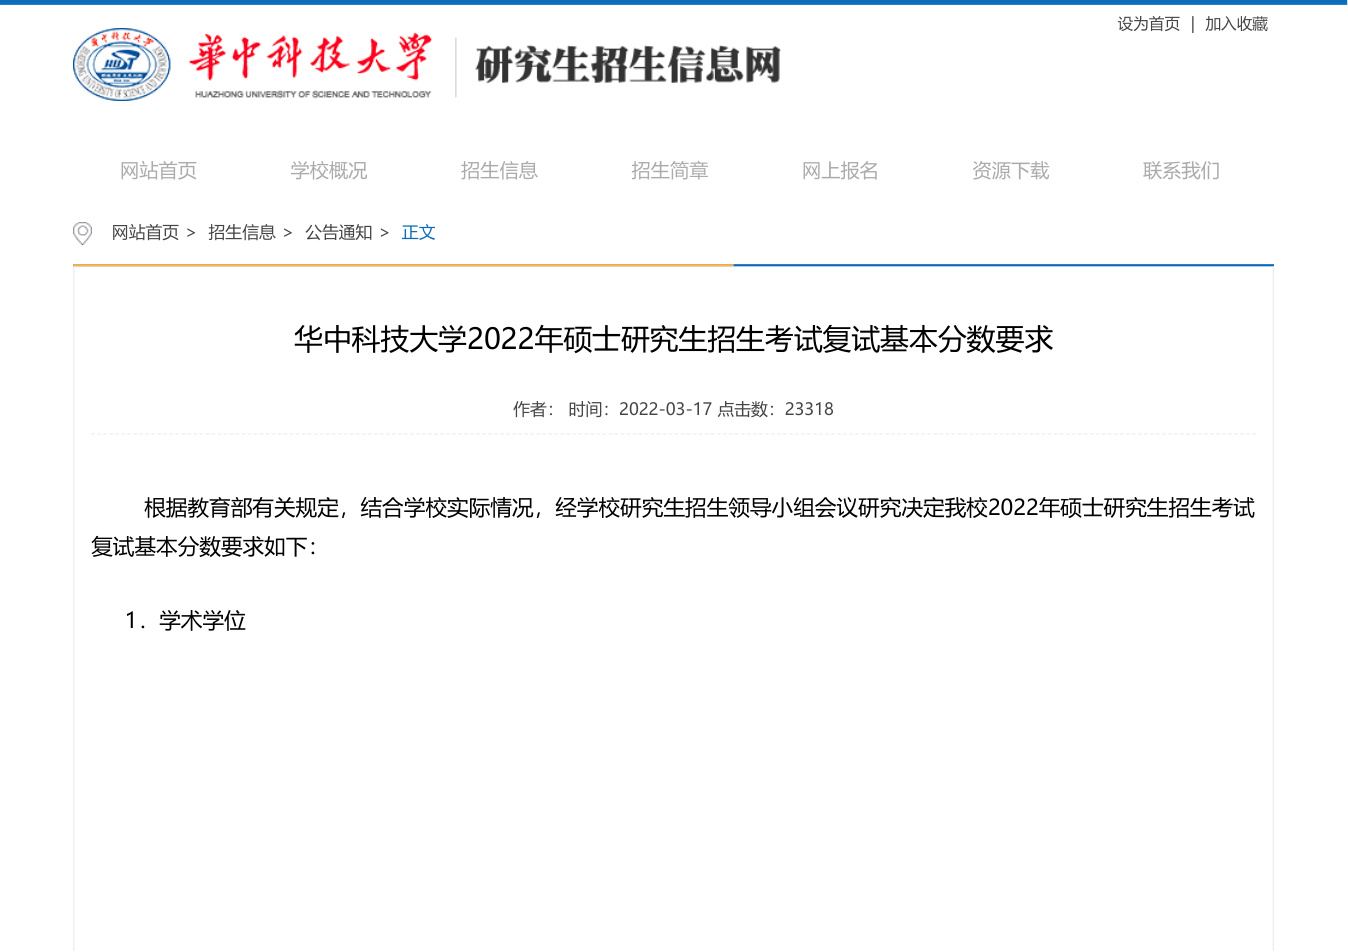 设为首页 | 加入收藏
華中科技大学
HUAZHONG UNIVERSITY OF SCIENCE AND TECHNOLOGY
研究生招生信息网
网站首页 学校概况 招生信息 招生简章 网上报名 资源下载 联系我们
网站首页 > 招生信息 > 公告通知 > 正文
华中科技大学2022年硕士研究生招生考试复试基本分数要求
作者： 时间：2022-03-17 点击数：23318
根据教育部有关规定，结合学校实际情况，经学校研究生招生领导小组会议研究决定我校2022年硕士研究生招生考试
复试基本分数要求如下：
1．学术学位